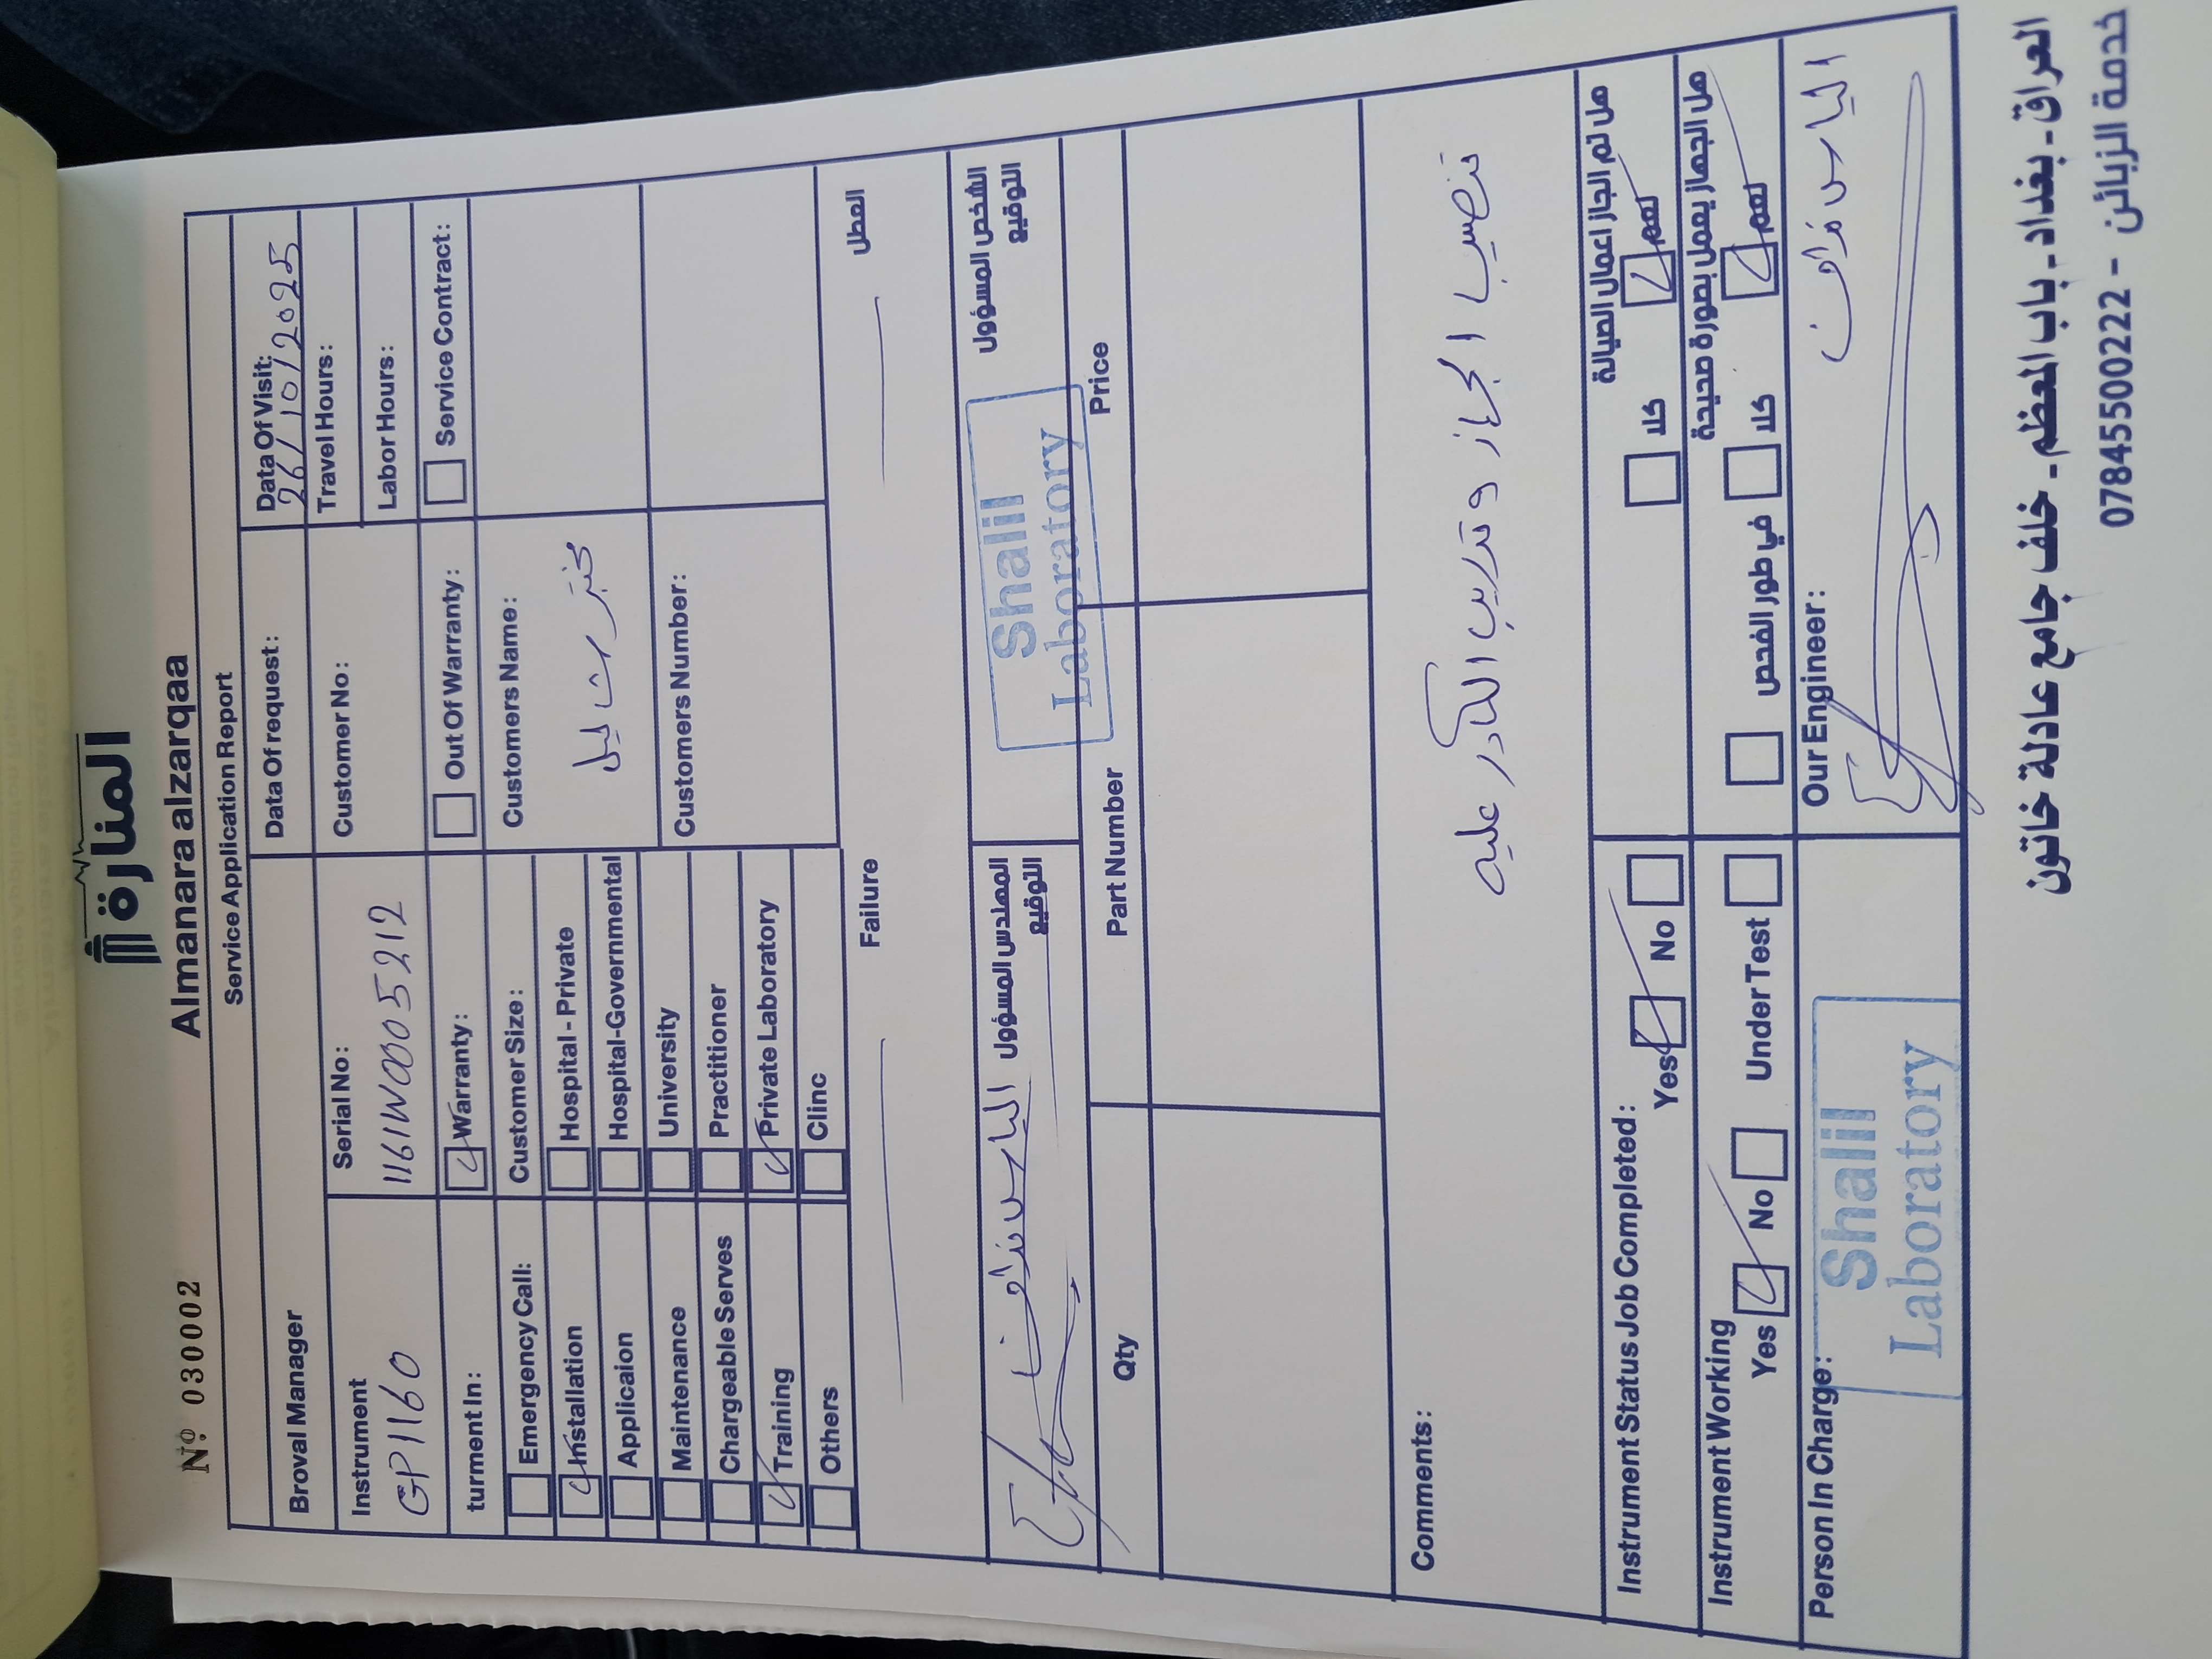 المنارة
Nº 030002
Almanara alzarqaa
Service Application Report
Broval Manager
Data Of request:
Data Of Visit:
26/10/2025
Instrument
GP1160
Serial No:
1161W0005212
Customer No:
Travel Hours:
Labor Hours:
turment In:
Warranty:
Out Of Warranty:
Service Contract:
Emergency Call:
Installation
Applicaion
Maintenance
Chargeable Serves
Training
Others
Customer Size:
Hospital - Private
Hospital-Governmental
University
Practitioner
Private Laboratory
Clinc
Customers Name:
مختبر شليل
Customers Number:
Failure
العطل
المهندس المسؤول
التوقيع
الياس
الشخص المسؤول
التوقيع
Shalil
Laboratory
Qty
Part Number
Price
Comments:
تنصيب الجهاز وتدريب الكادر عليه
Instrument Status Job Completed:
Yes
No
هل تم انجاز اعمال الصيانة
نعم
كلا
Instrument Working
Yes
No
Under Test
هل الجهاز يعمل بصورة صحيحة
نعم
كلا
في طور الفحص
Person In Charge:
Shalil
Laboratory
Our Engineer:
الياس
العراق - بغداد - باب المعظم - خلف جامع عادلة خاتون
خدمة الزبائن - 07845500222